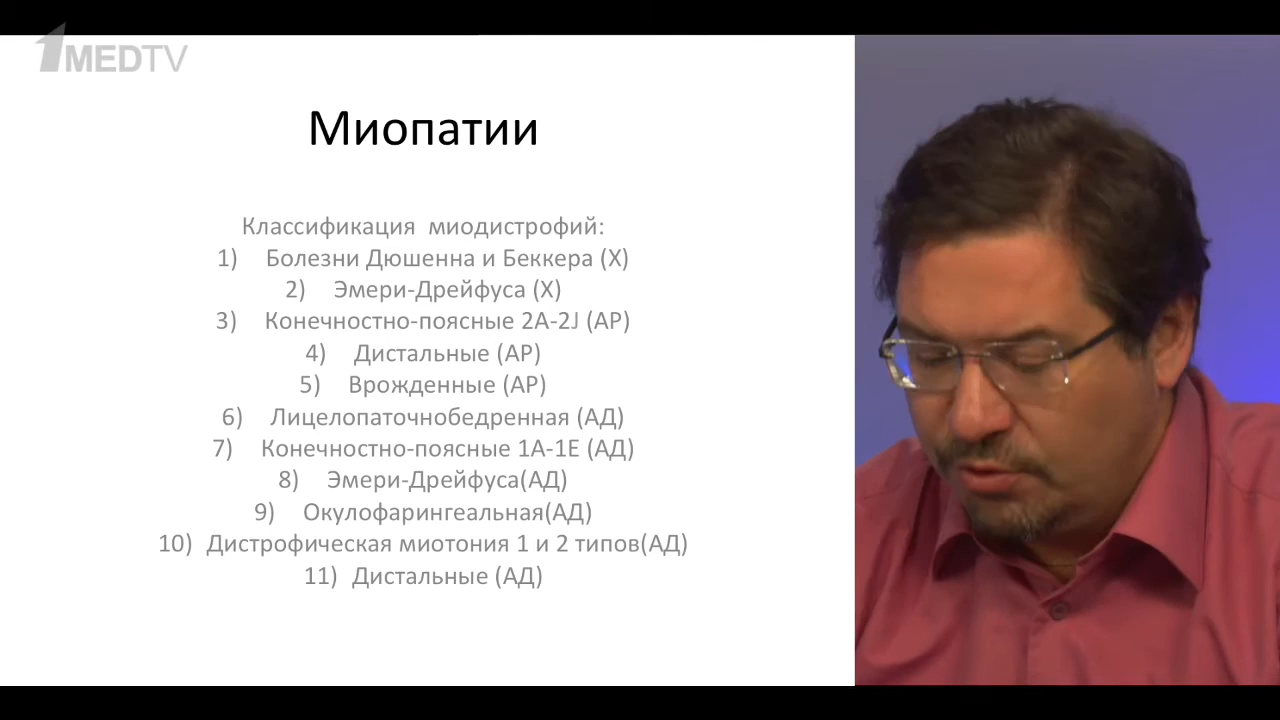 1MEDTV
Миопатии
Классификация миодистрофий:
1) Болезни Дюшенна и Беккера (X)
2) Эмери-Дрейфуса (X)
3) Конечностно-поясные 2A-2J (АР)
4) Дистальные (АР)
5) Врожденные (АР)
6) Лицелопаточнобедренная (АД)
7) Конечностно-поясные 1А-1Е (АД)
8) Эмери-Дрейфуса(АД)
9) Окулофарингеальная(АД)
10) Дистрофическая миотония 1 и 2 типов(АД)
11) Дистальные (АД)